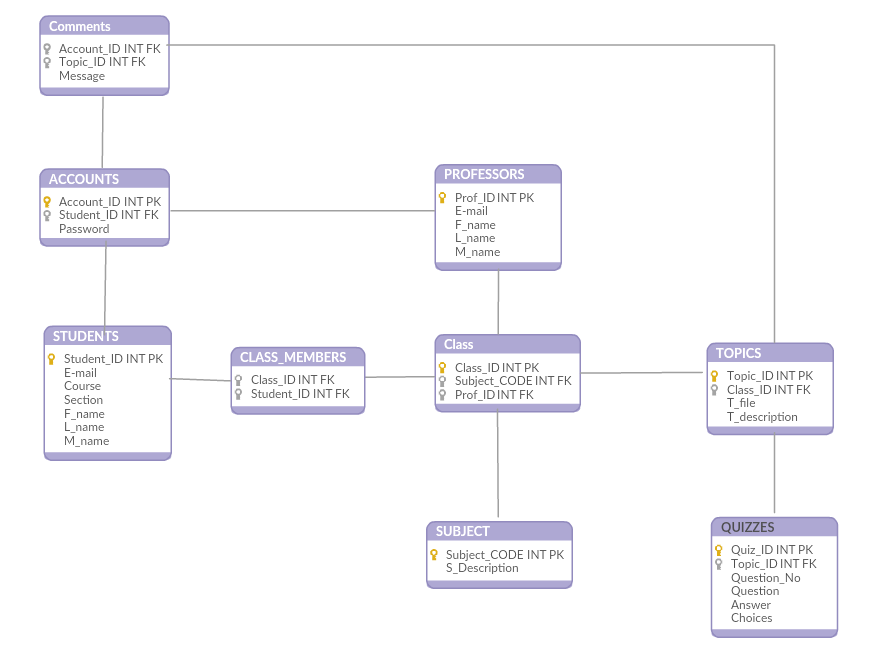 Comments
Account_ID INT FK
Topic_ID INT FK
Message
ACCOUNTS
Account_ID INT PK
Student_ID INT FK
Password
PROFESSORS
Prof_ID INT PK
E-mail
F_name
L_name
M_name
STUDENTS
Student_ID INT PK
E-mail
Course
Section
F_name
L_name
M_name
CLASS_MEMBERS
Class_ID INT FK
Student_ID INT FK
Class
Class_ID INT PK
Subject_CODE INT FK
Prof_ID INT FK
TOPICS
Topic_ID INT PK
Class_ID INT FK
T_file
T_description
SUBJECT
Subject_CODE INT PK
S_Description
QUIZZES
Quiz_ID INT PK
Topic_ID INT FK
Question_No
Question
Answer
Choices